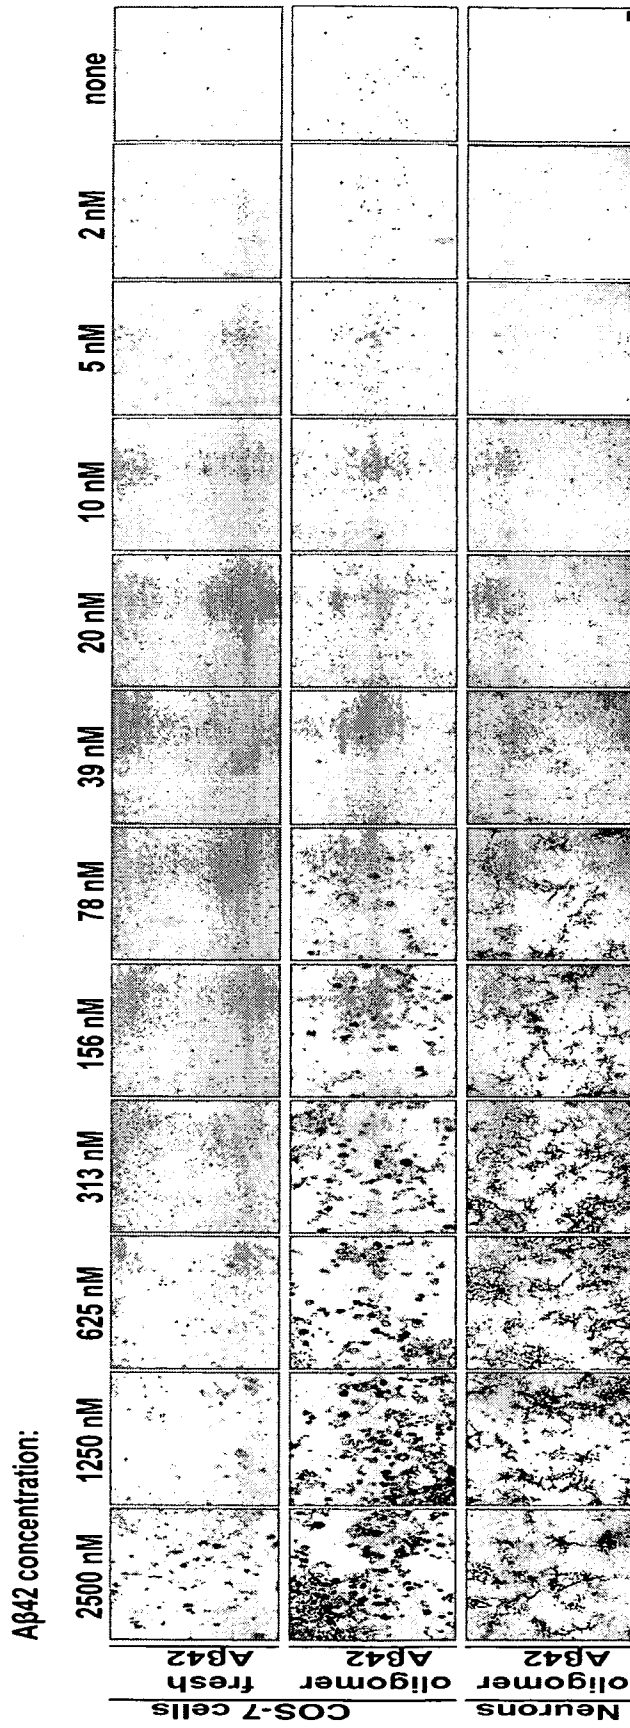 Aβ42 concentration:
2500 nM
1250 nM
625 nM
313 nM
156 nM
78 nM
39 nM
20 nM
10 nM
5 nM
2 nM
none
COS-7 cells
fresh
Aβ42
oligomer
Aβ42
Neurons
oligomer
Aβ42